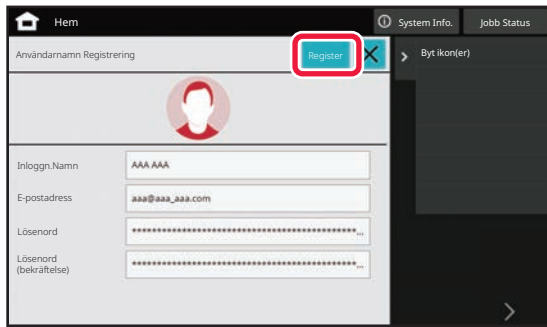 Hem
System Info.
Jobb Status
Användarnamn Registrering
Register
Byt ikon(er)
Inloggn.Namn
AAA AAA
E-postadress
aaa@aaa_aaa.com
Lösenord
************************************************...
Lösenord
(bekräftelse)
************************************************...